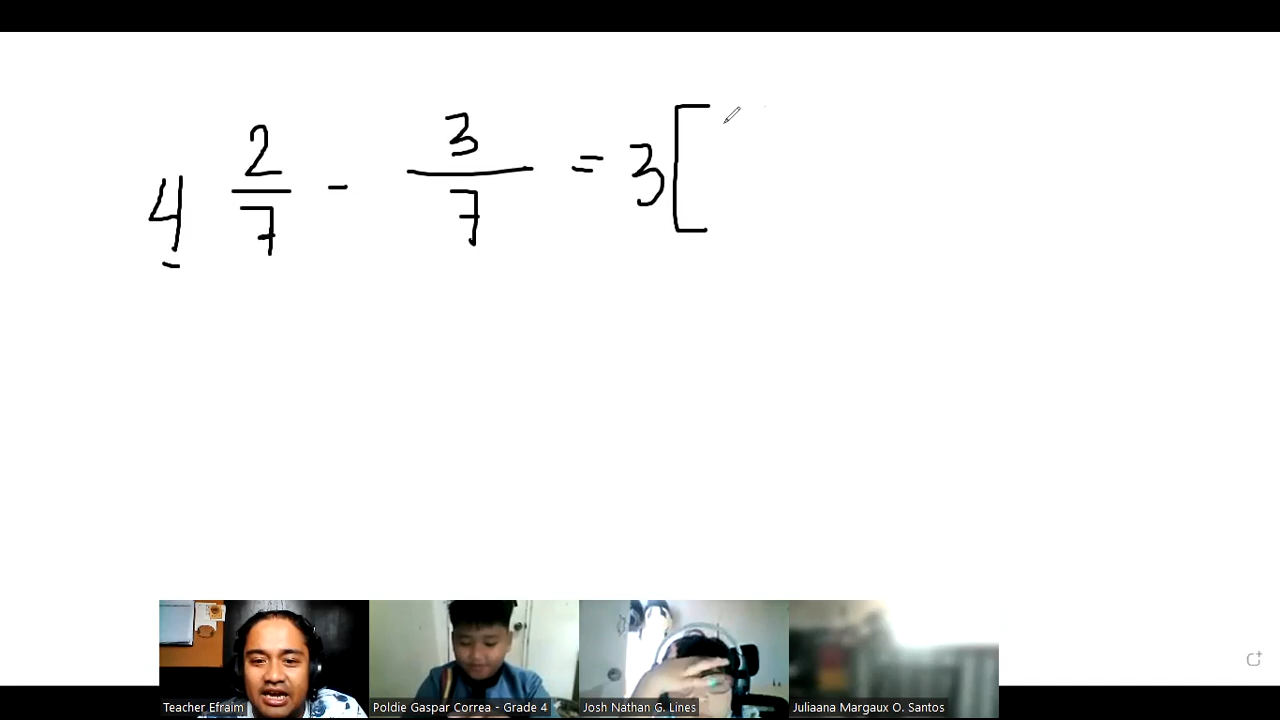 4 2/7 - 3/7 = 3[
Teacher Efraim
Poldie Gaspar Correa - Grade 4
Josh Nathan G. Lines
Juliaana Margaux O. Santos